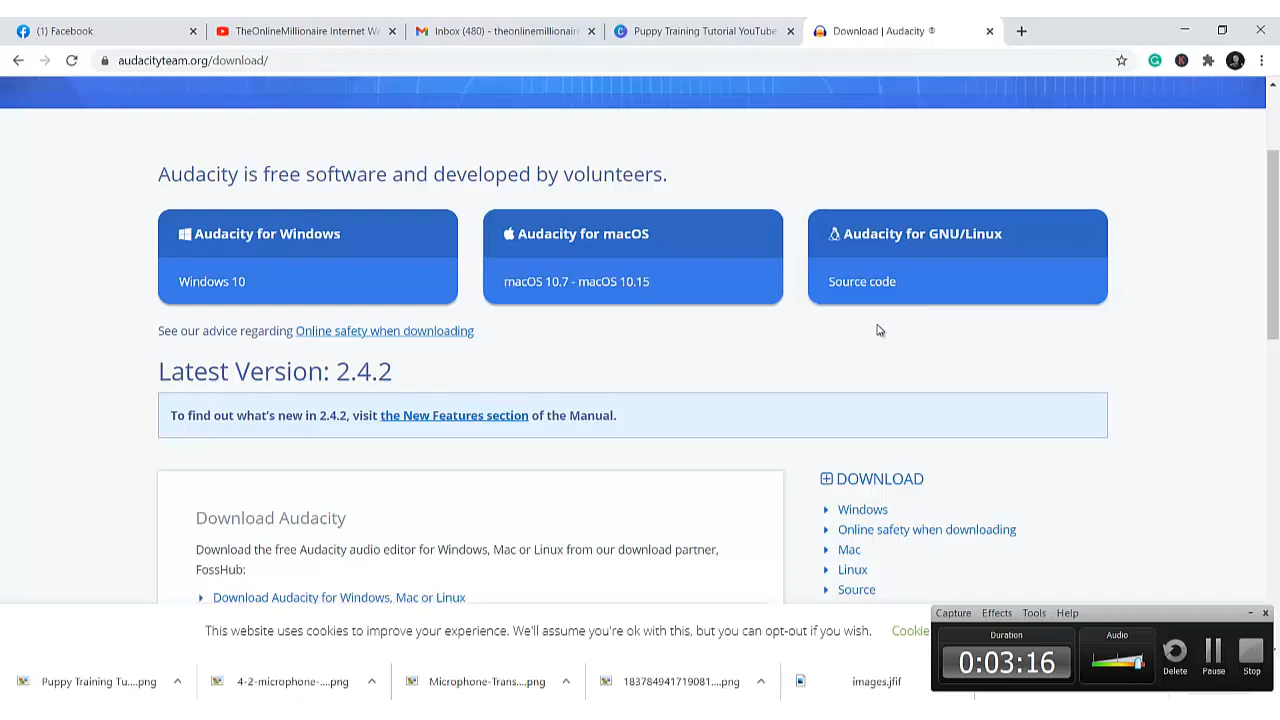 (1) Facebook
TheOnlineMillionaire Internet W
Inbox (480) - theonlinemillionair
Puppy Training Tutorial YouTube
Download | Audacity ®
audacityteam.org/download/
Audacity is free software and developed by volunteers.
Audacity for Windows
Windows 10
Audacity for macOS
macOS 10.7 - macOS 10.15
Audacity for GNU/Linux
Source code
See our advice regarding Online safety when downloading
Latest Version: 2.4.2
To find out what's new in 2.4.2, visit the New Features section of the Manual.
Download Audacity
Download the free Audacity audio editor for Windows, Mac or Linux from our download partner,
FossHub:
Download Audacity for Windows, Mac or Linux
DOWNLOAD
Windows
Online safety when downloading
Mac
Linux
Source
This website uses cookies to improve your experience. We'll assume you're ok with this, but you can opt-out if you wish.
Cookie
Capture Effects Tools Help
Duration
0:03:16
Audio
Delete
Pause
Stop
Puppy Training Tu....png
4-2-microphone-....png
Microphone-Trans....png
183784941719081....png
images.jfif